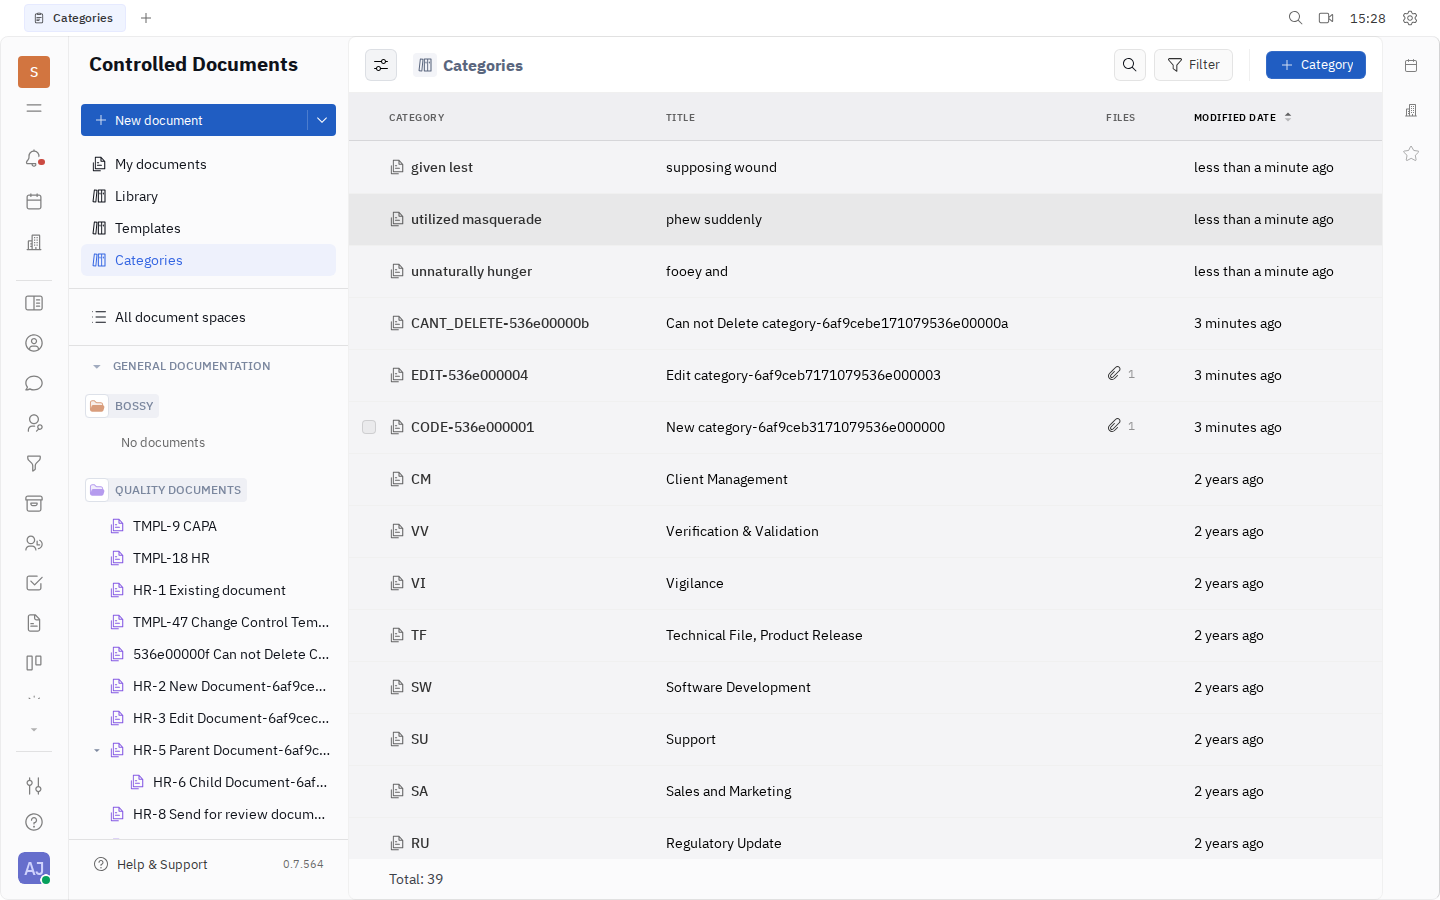 Categories
15:28
S
Controlled Documents
New document
My documents
Library
Templates
Categories
All document spaces
GENERAL DOCUMENTATION
BOSSY
No documents
QUALITY DOCUMENTS
TMPL-9 CAPA
TMPL-18 HR
HR-1 Existing document
TMPL-47 Change Control Tem...
536e00000f Can not Delete C...
HR-2 New Document-6af9ce...
HR-3 Edit Document-6af9cec...
HR-5 Parent Document-6af9c...
HR-6 Child Document-6af...
HR-8 Send for review docum...
Help & Support 0.7.564
AJ
Categories
Filter
Category
CATEGORY TITLE FILES MODIFIED DATE
given lest supposing wound less than a minute ago
utilized masquerade phew suddenly less than a minute ago
unnaturally hunger fooey and less than a minute ago
CANT_DELETE-536e00000b Can not Delete category-6af9cebe171079536e00000a 3 minutes ago
EDIT-536e000004 Edit category-6af9ceb7171079536e000003 1 3 minutes ago
CODE-536e000001 New category-6af9ceb3171079536e000000 1 3 minutes ago
CM Client Management 2 years ago
VV Verification & Validation 2 years ago
VI Vigilance 2 years ago
TF Technical File, Product Release 2 years ago
SW Software Development 2 years ago
SU Support 2 years ago
SA Sales and Marketing 2 years ago
RU Regulatory Update 2 years ago
Total: 39